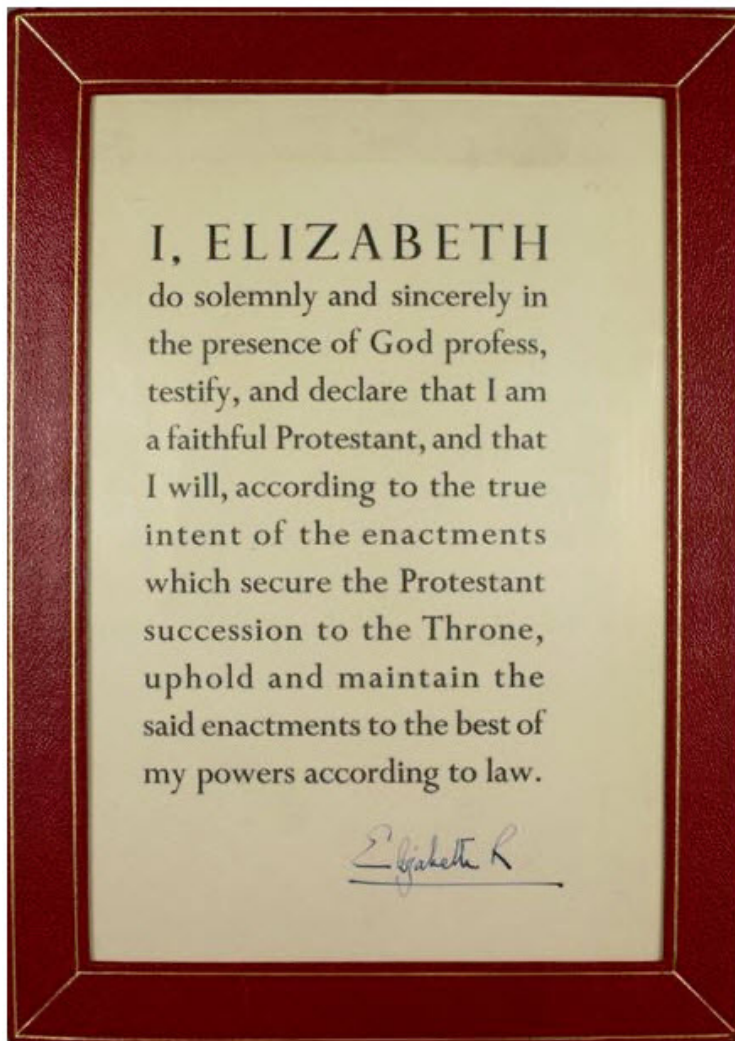 I, ELIZABETH
do solemnly and sincerely in
the presence of God profess,
testify, and declare that I am
a faithful Protestant, and that
I will, according to the true
intent of the enactments
which secure the Protestant
succession to the Throne,
uphold and maintain the
said enactments to the best of
my powers according to law.
Elizabeth R